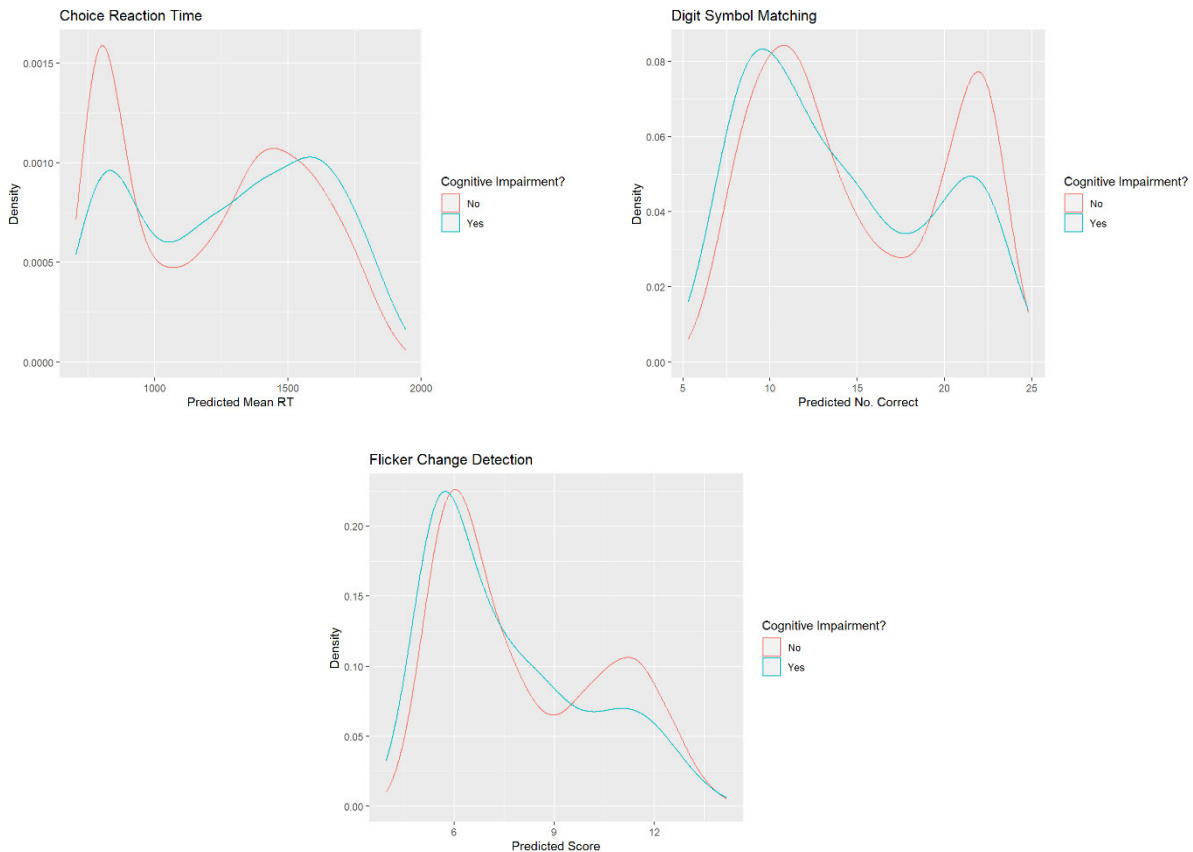 Choice Reaction Time
Density
0.0015
0.0010
0.0005
0.0000
1000 1500 2000
Predicted Mean RT
Cognitive Impairment?
No
Yes
Digit Symbol Matching
Density
0.08
0.06
0.04
0.02
0.00
5 10 15 20 25
Predicted No. Correct
Cognitive Impairment?
No
Yes
Flicker Change Detection
Density
0.20
0.15
0.10
0.05
0.00
6 9 12
Predicted Score
Cognitive Impairment?
No
Yes